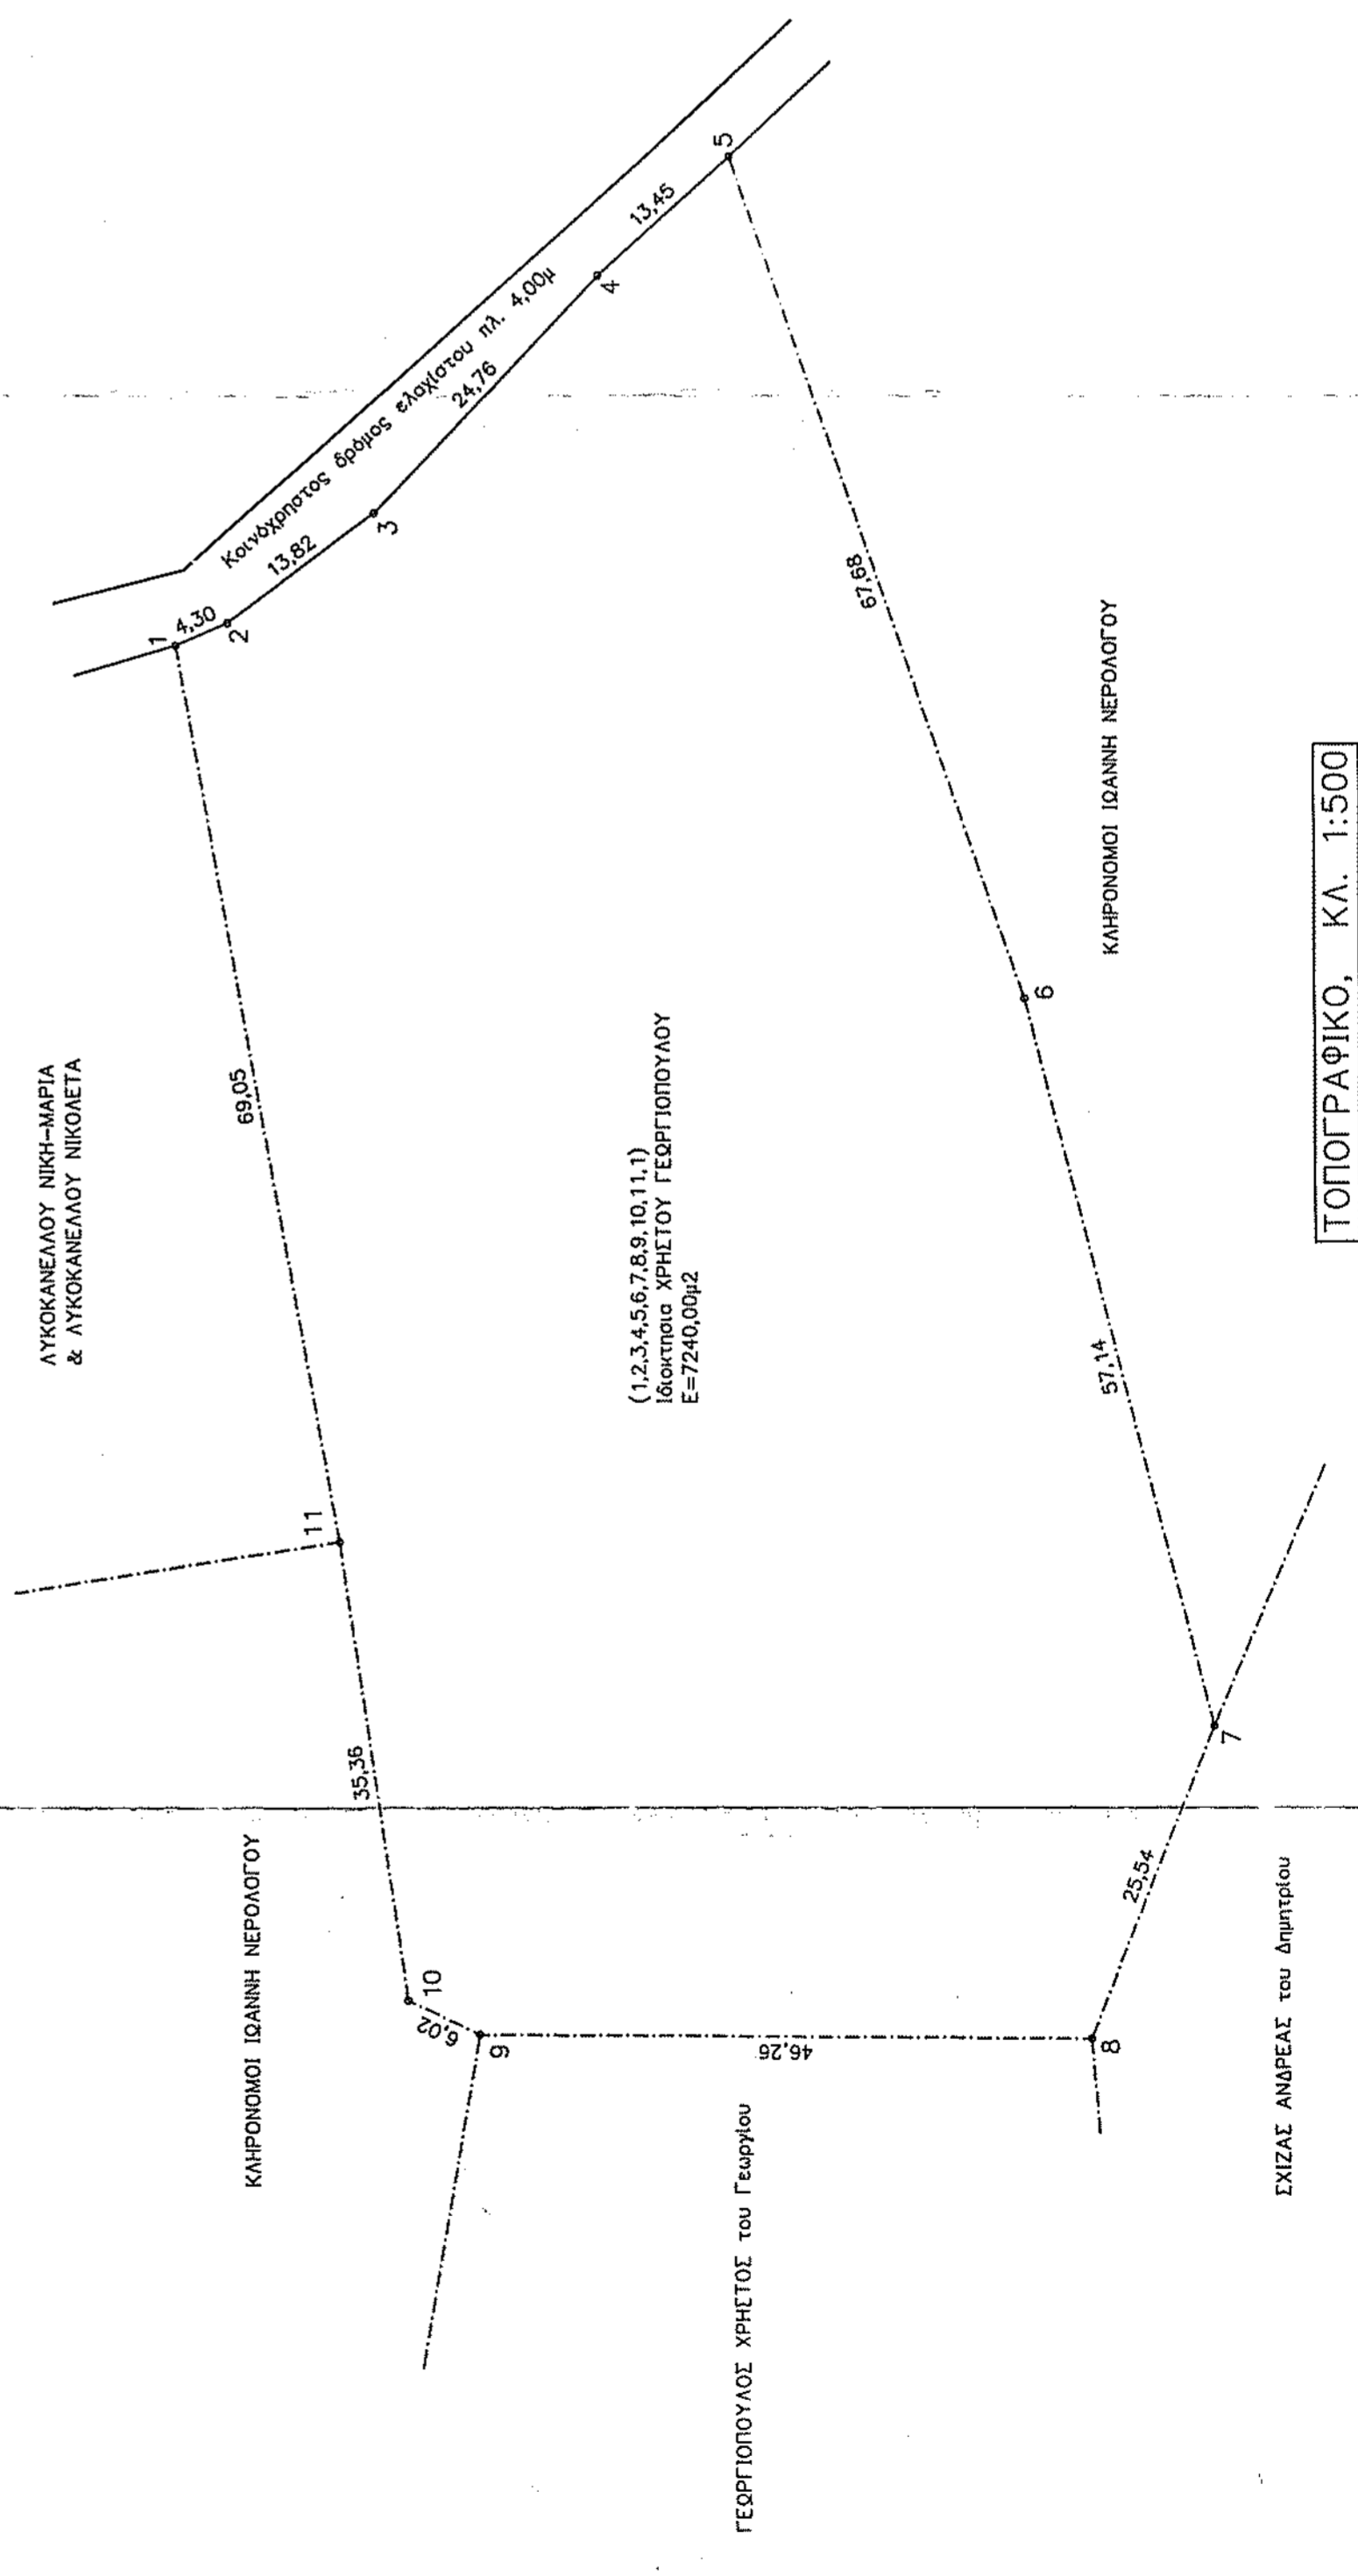 ΛΥΚΟΚΑΝΕΛΛΟΥ ΝΙΚΗ-ΜΑΡΙΑ
& ΛΥΚΟΚΑΝΕΛΛΟΥ ΝΙΚΟΛΕΤΑ
ΚΛΗΡΟΝΟΜΟΙ ΙΩΑΝΝΗ ΝΕΡΟΛΟΓΟΥ
1
4,30
2
13,82
3
Κοινόχρηστος δρόμος ελαχίστου πλ. 4,00μ
24,76
4
13,45
5
69,05
11
35,36
10
6,02
9
46,26
8
25,54
7
57,14
6
67,68
(1,2,3,4,5,6,7,8,9,10,11,1)
Ιδιοκτησια ΧΡΗΣΤΟΥ ΓΕΩΡΓΙΟΠΟΥΛΟΥ
Ε=7240,00μ2
ΓΕΩΡΓΙΟΠΟΥΛΟΣ ΧΡΗΣΤΟΣ του Γεωργίου
ΚΛΗΡΟΝΟΜΟΙ ΙΩΑΝΝΗ ΝΕΡΟΛΟΓΟΥ
ΣΧΙΖΑΣ ΑΝΔΡΕΑΣ του Δημητρίου
ΤΟΠΟΓΡΑΦΙΚΟ, ΚΛ. 1:500